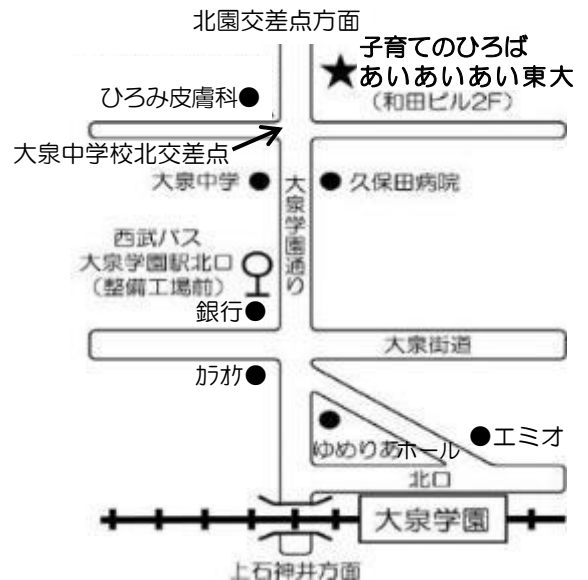 北園交差点方面
子育てのひろば
あいあいあい東大
（和田ビル2F）
ひろみ皮膚科
大泉中学校北交差点
大泉中学
久保田病院
大泉学園通り
西武バス
大泉学園駅北口
（整備工場前）
銀行
大泉街道
ｶﾗｵｹ
エミオ
ゆめりあホール
北口
大泉学園
上石神井方面